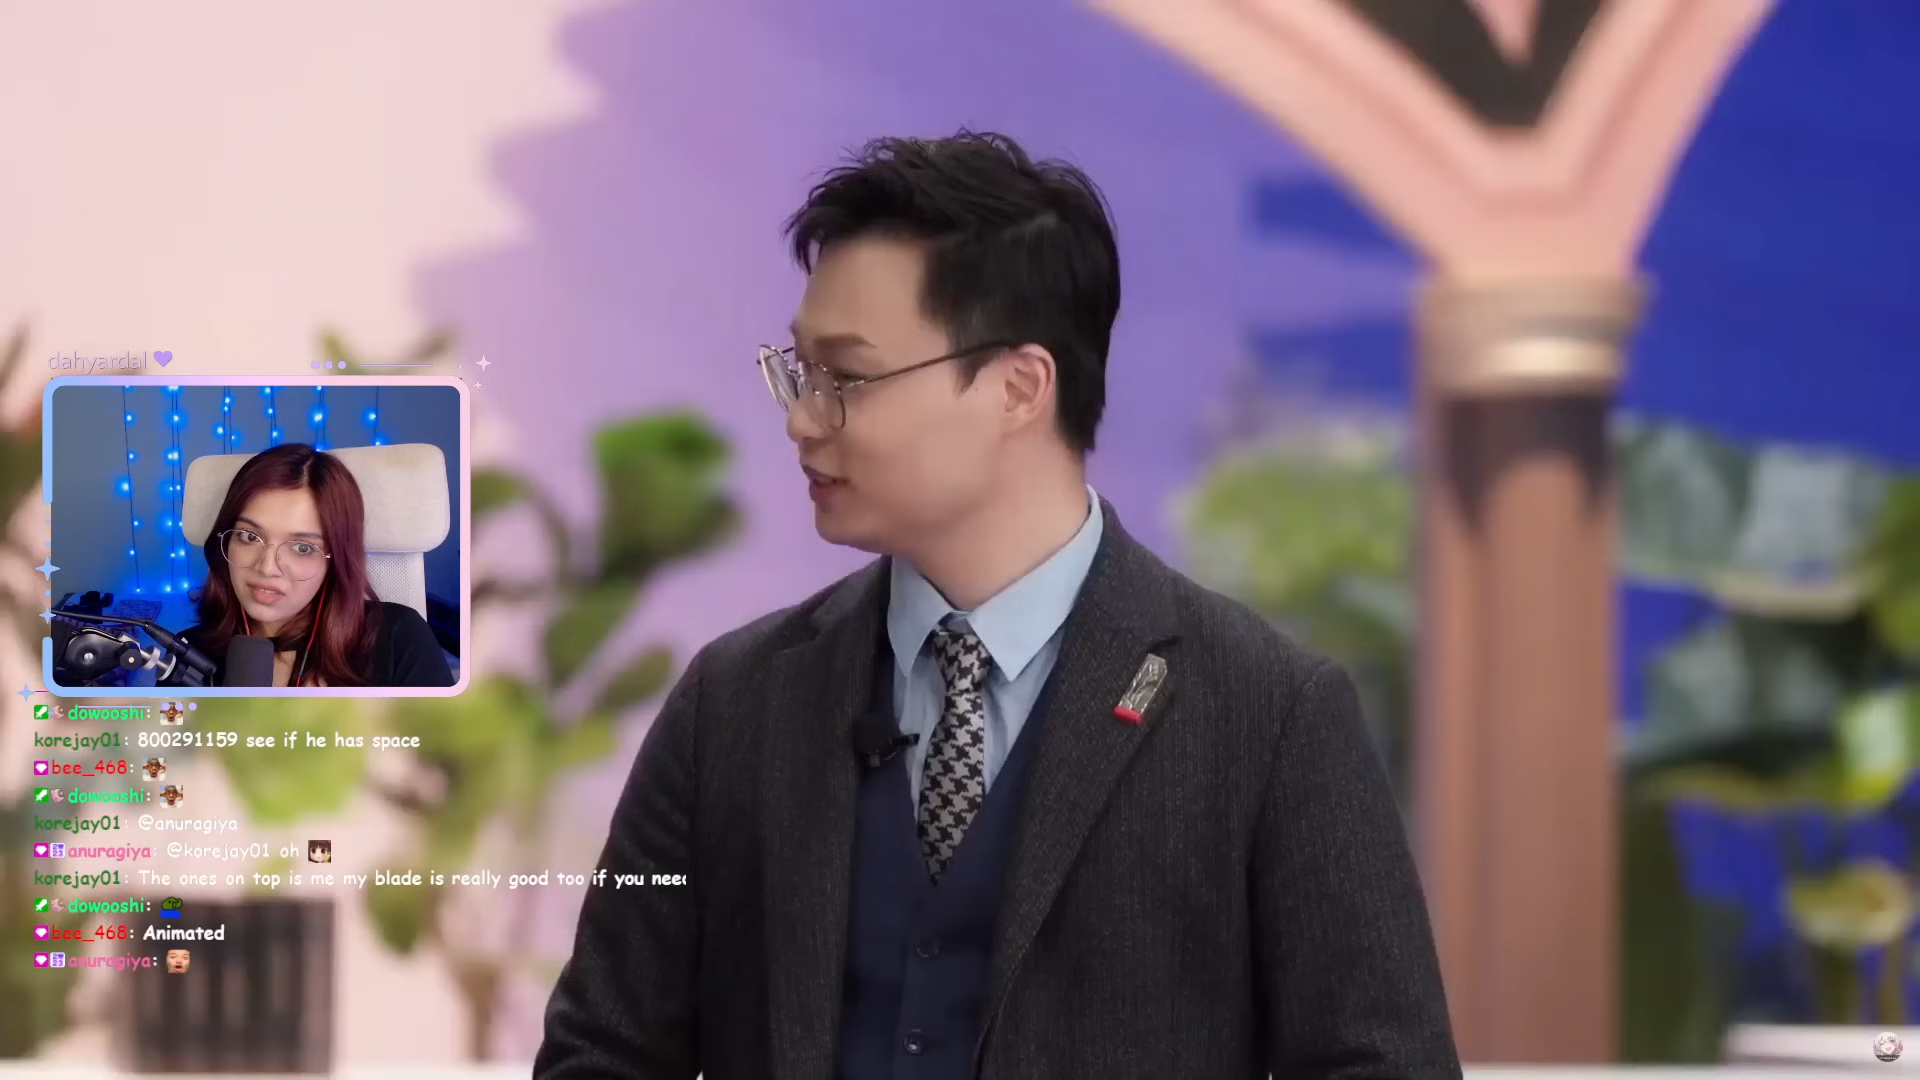 dahyardal
dowooshi:
korejay01: 800291159 see if he has space
bee_468:
dowooshi:
korejay01: @anuragiya
anuragiya: @korejay01 oh
korejay01: The ones on top is me my blade is really good too if you need
dowooshi:
bee_468: Animated
anuragiya: